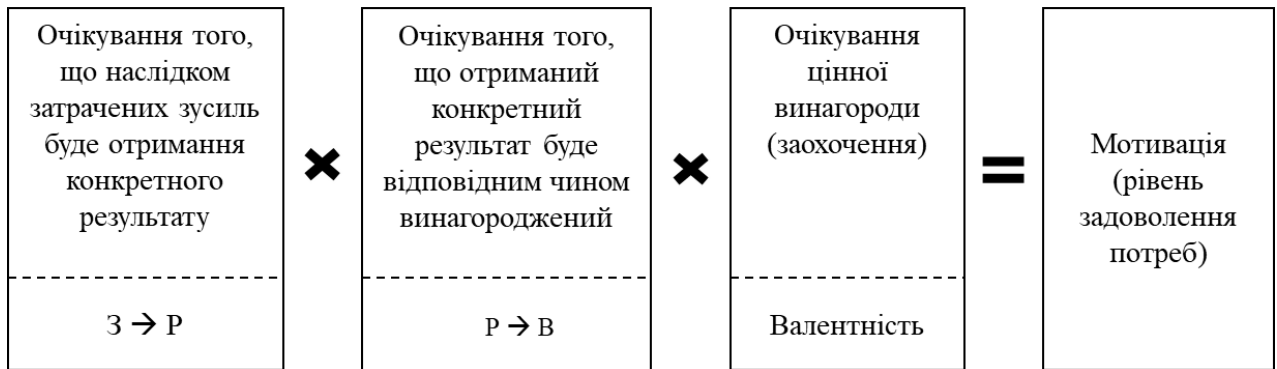 Очікування того,
що наслідком
затрачених зусиль
буде отримання
конкретного
результату
З → Р
✖
Очікування того,
що отриманий
конкретний
результат буде
відповідним чином
винагороджений
Р → В
✖
Очікування
цінної
винагороди
(заохочення)
Валентність
=
Мотивація
(рівень
задоволення
потреб)